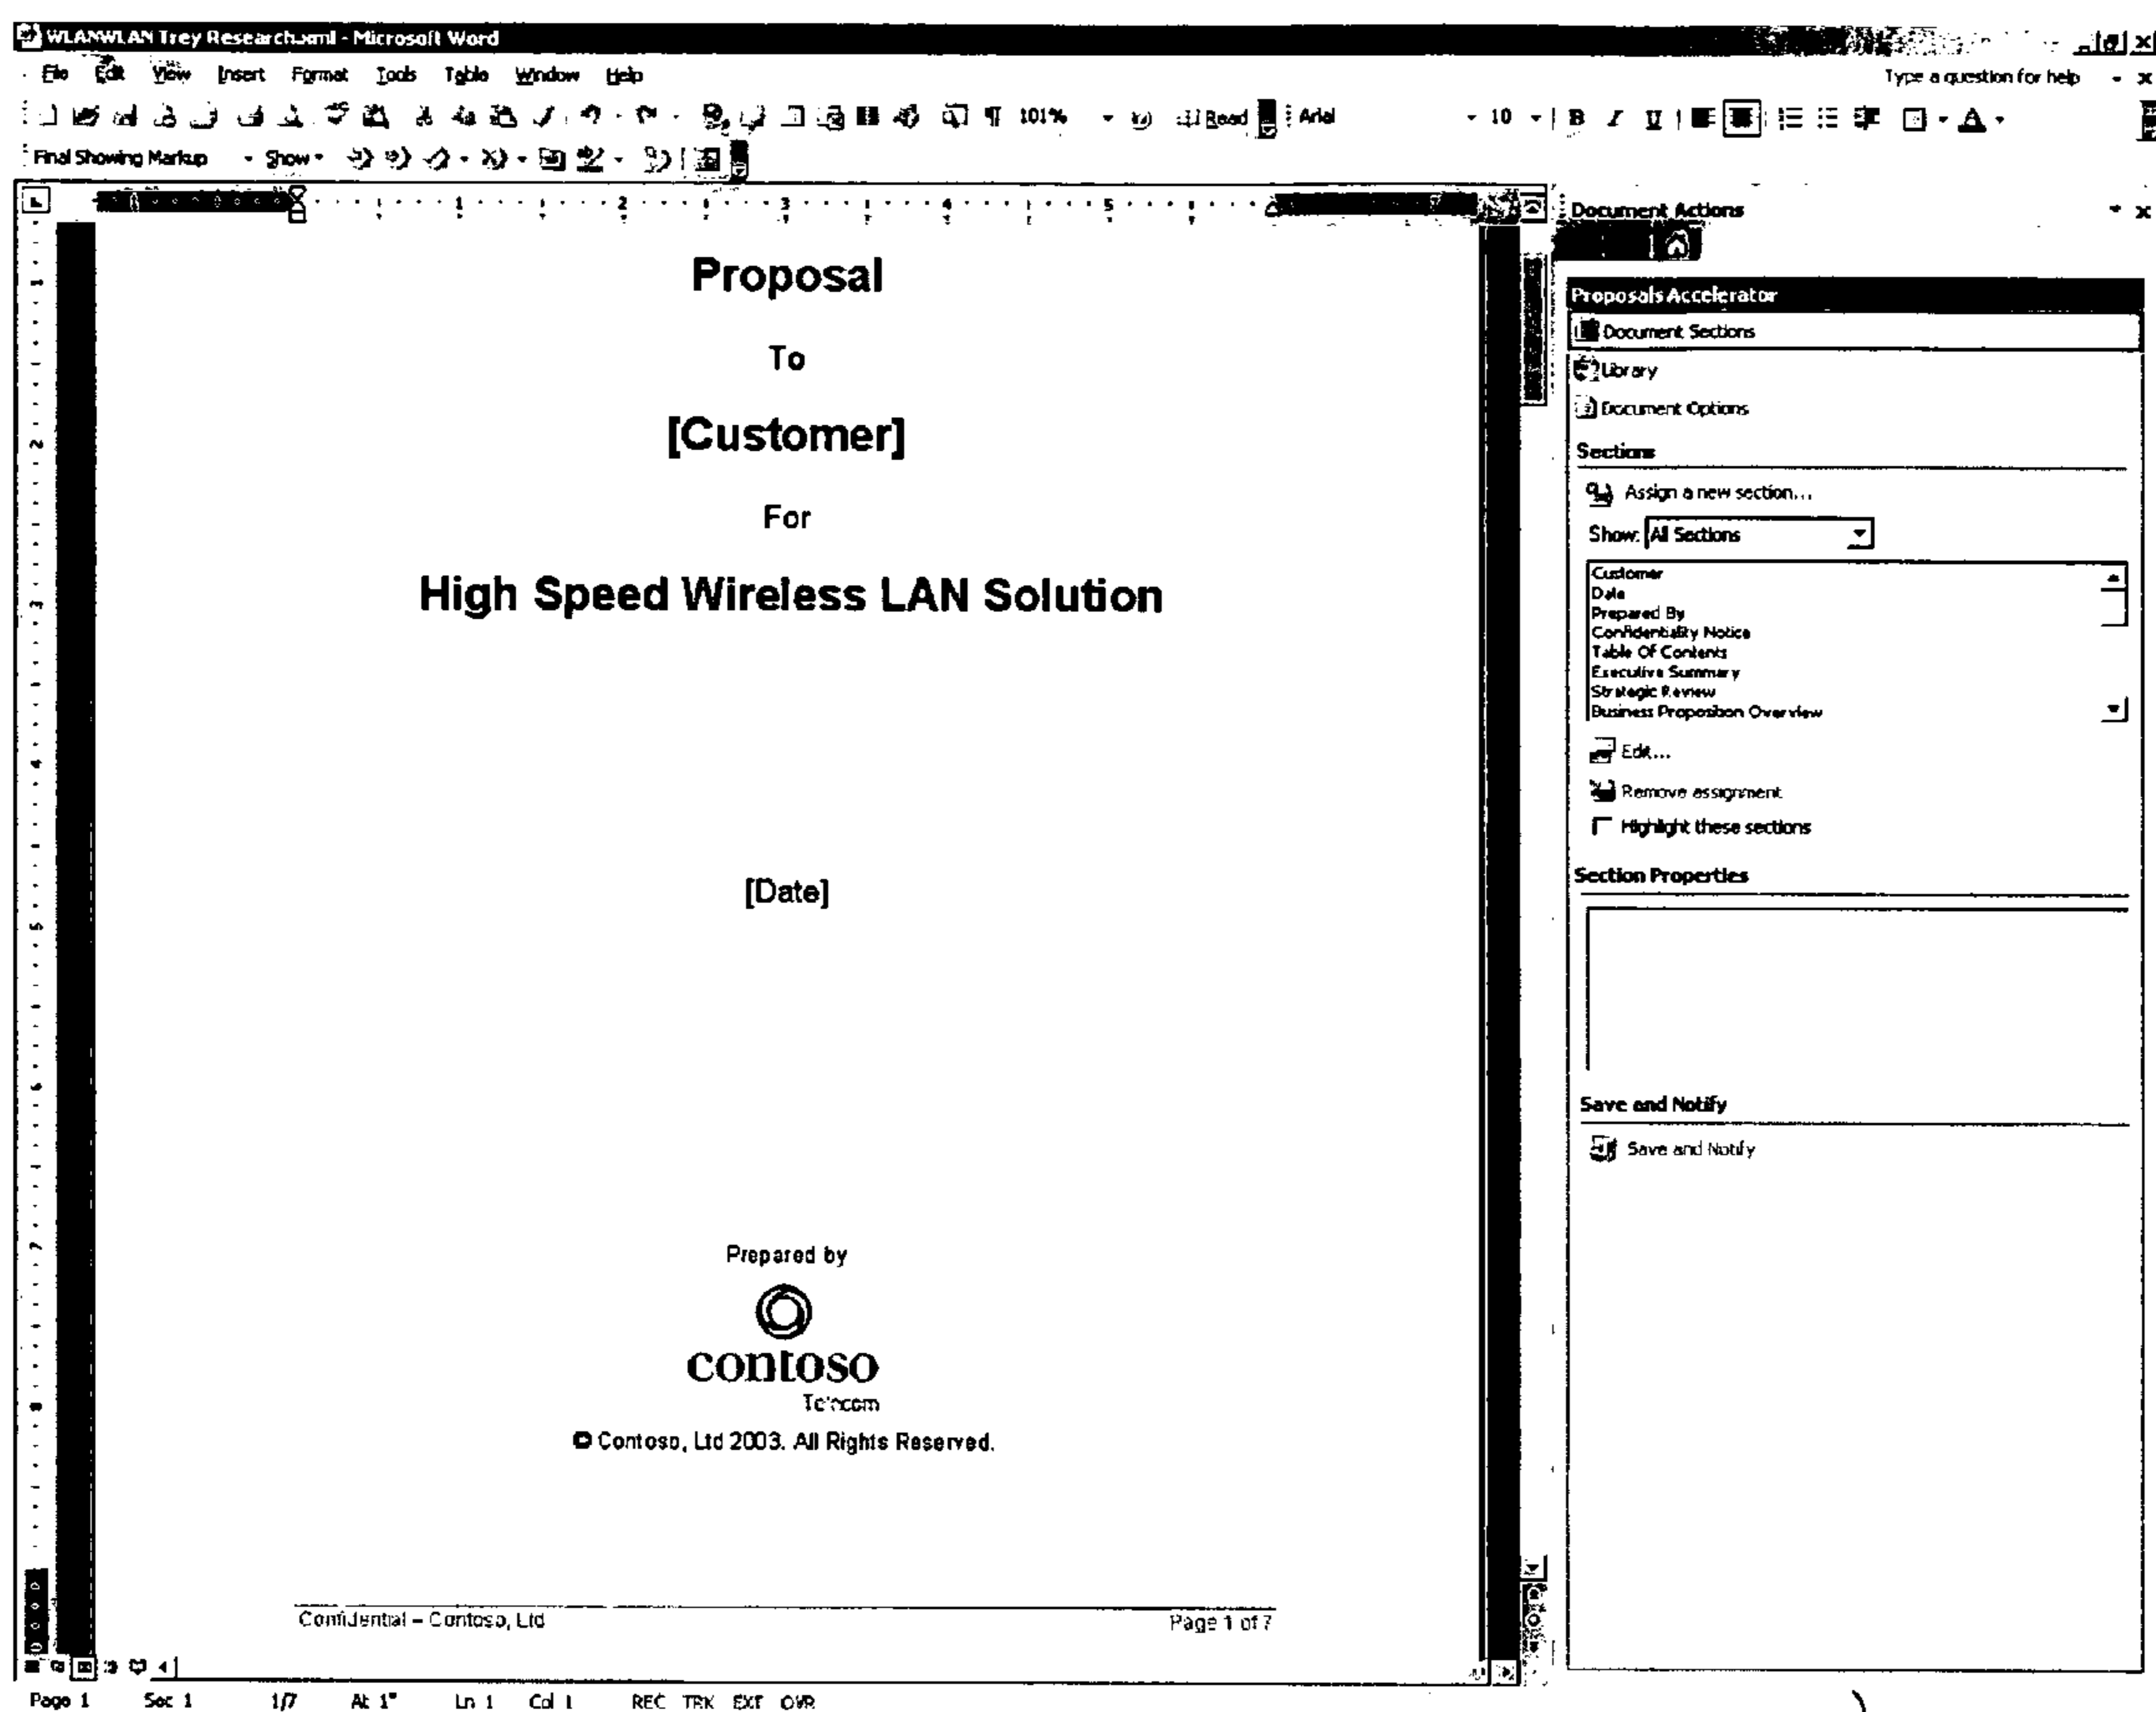 WLANWLAN Trey Research.xml - Microsoft Word
File Edit View Insert Format Tools Table Window Help
Type a question for help
101% Read Arial 10 B I U A
Final Showing Markup Show
1 2 3 4 5
Document Actions
Proposal
To
[Customer]
For
High Speed Wireless LAN Solution
[Date]
Prepared by
contoso
Telecom
© Contoso, Ltd 2003. All Rights Reserved.
Confidential – Contoso, Ltd
Page 1 of 7
Proposals Accelerator
Document Sections
Library
Document Options
Sections
Assign a new section...
Show: All Sections
Customer
Date
Prepared By
Confidentiality Notice
Table Of Contents
Executive Summary
Strategic Review
Business Proposition Overview
Edit...
Remove assignment
Highlight these sections
Section Properties
Save and Notify
Save and Notify
Page 1 Sec 1 1/7 At 1" Ln 1 Col 1 REC TRK EXT OVR